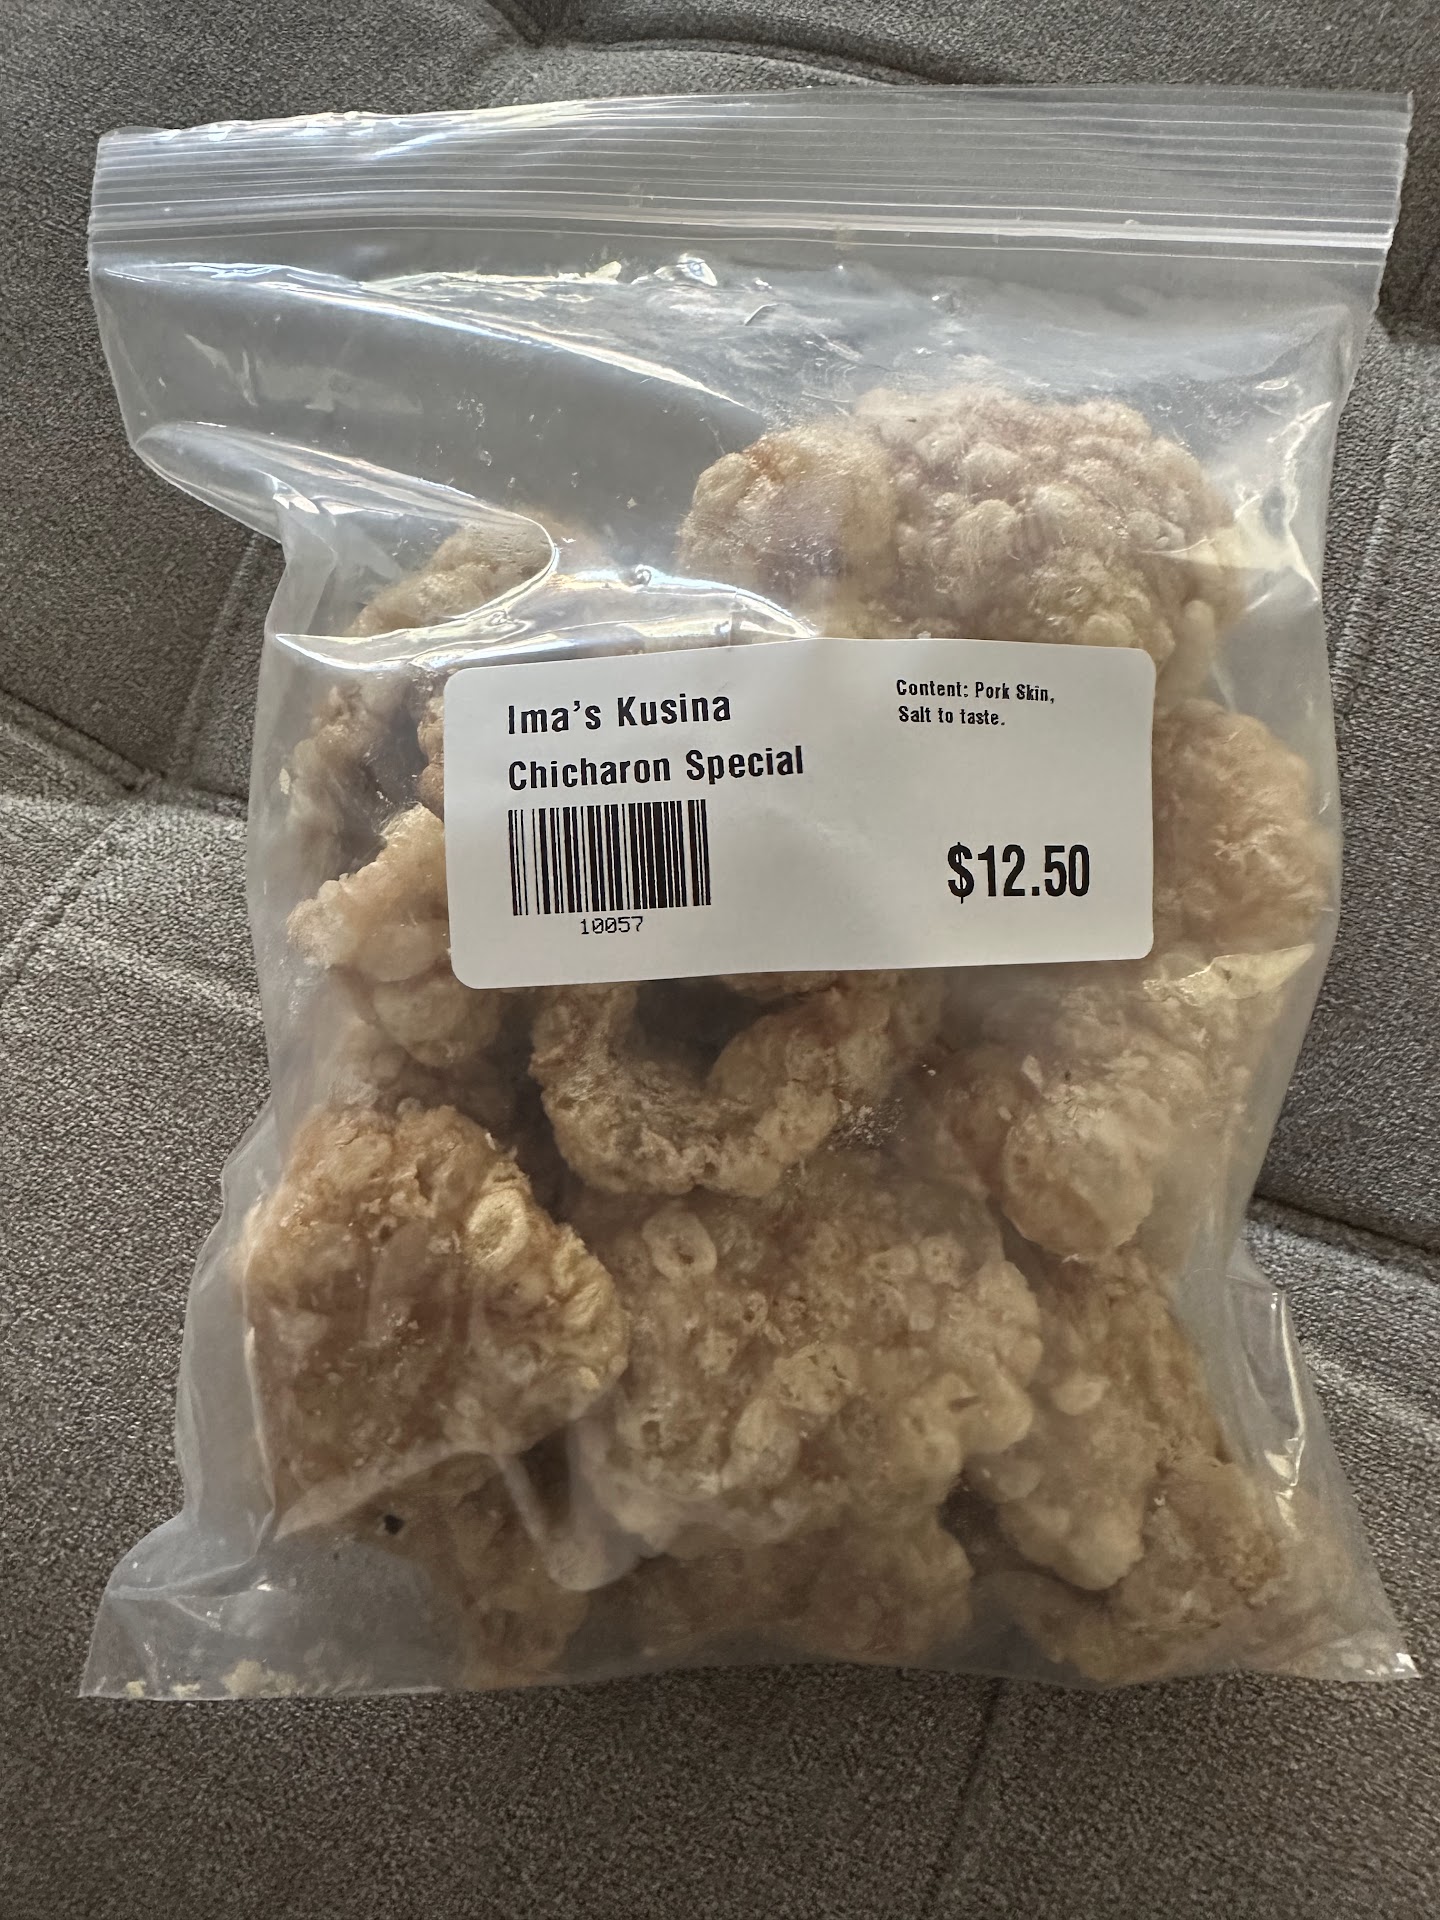 Ima's Kusina
Chicharon Special
10057
Content: Pork Skin,
Salt to taste.
$12.50